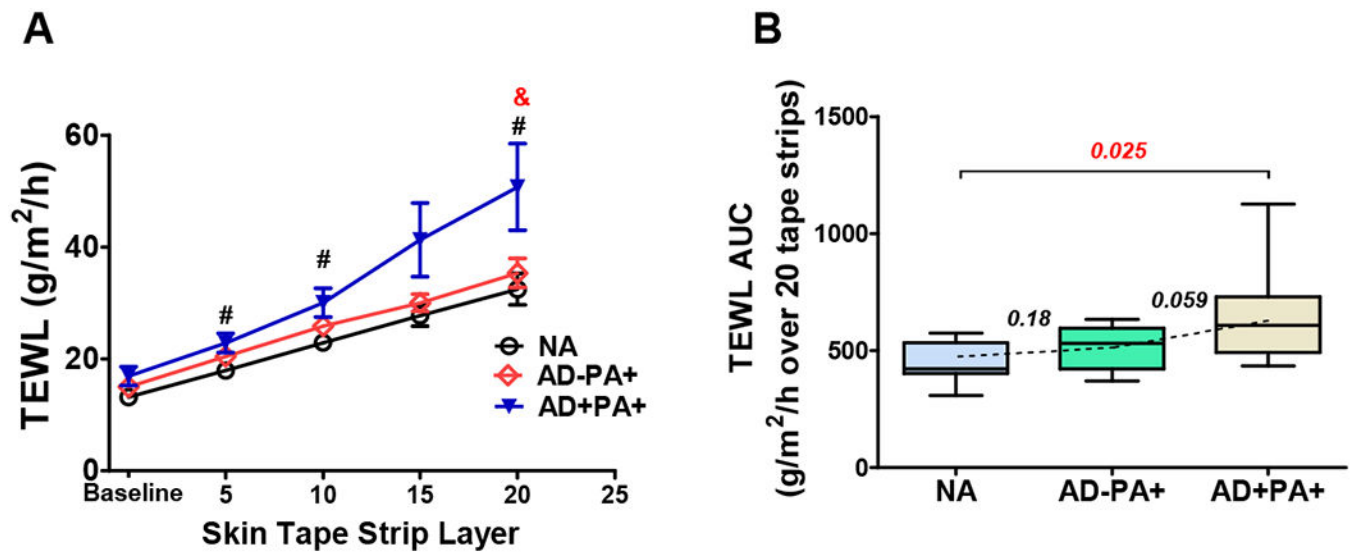 A
TEWL (g/m²/h)
60
40
20
0
#
#
&
#
NA
AD-PA+
AD+PA+
Baseline 5 10 15 20 25
Skin Tape Strip Layer
B
TEWL AUC
(g/m²/h over 20 tape strips)
1500
1000
500
0
0.025
0.18
0.059
NA AD-PA+ AD+PA+